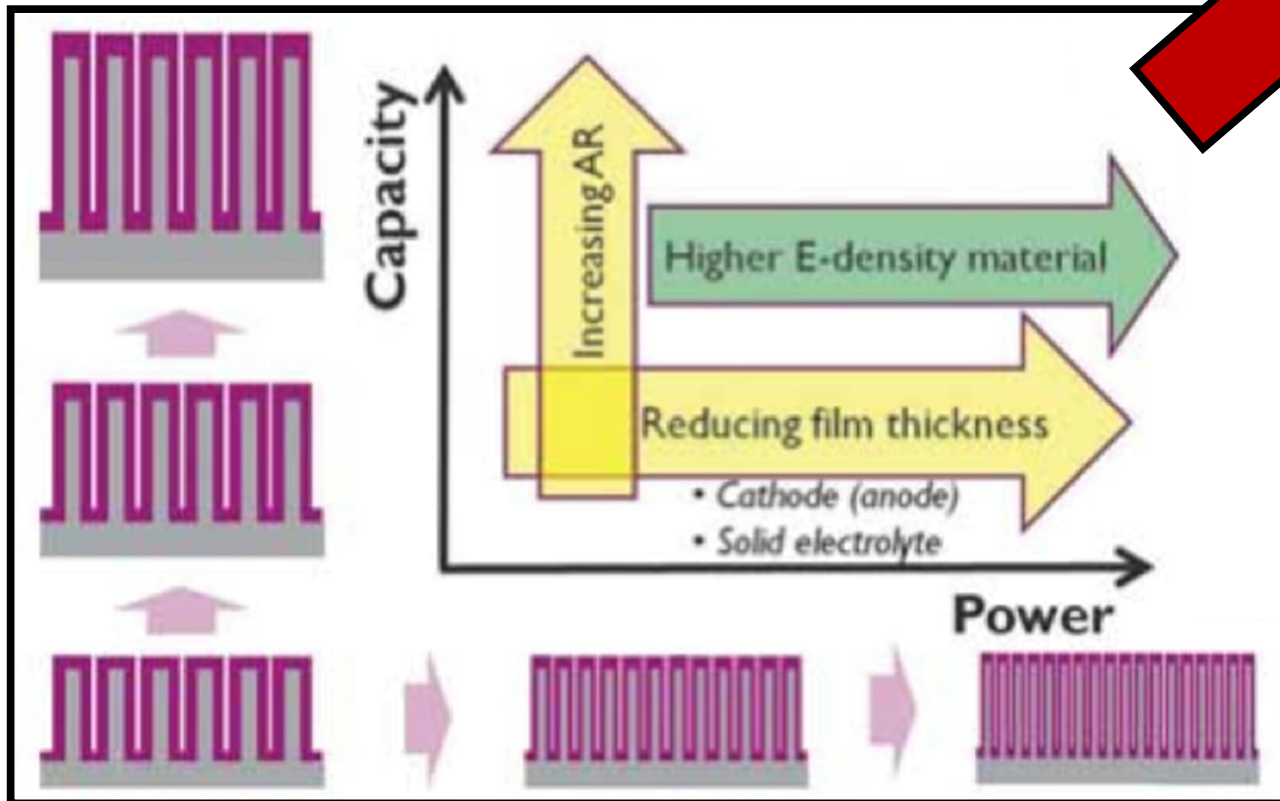 Capacity
Increasing AR
Higher E-density material
Reducing film thickness
• Cathode (anode)
• Solid electrolyte
Power